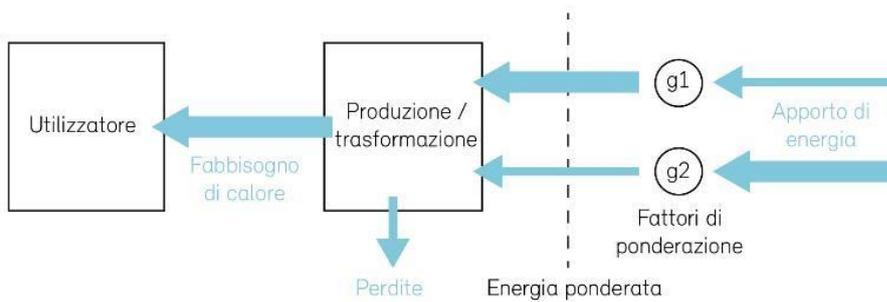 Utilizzatore
Fabbisogno
di calore
Produzione /
trasformazione
Perdite
Energia ponderata
g1
g2
Fattori di
ponderazione
Apporto di
energia